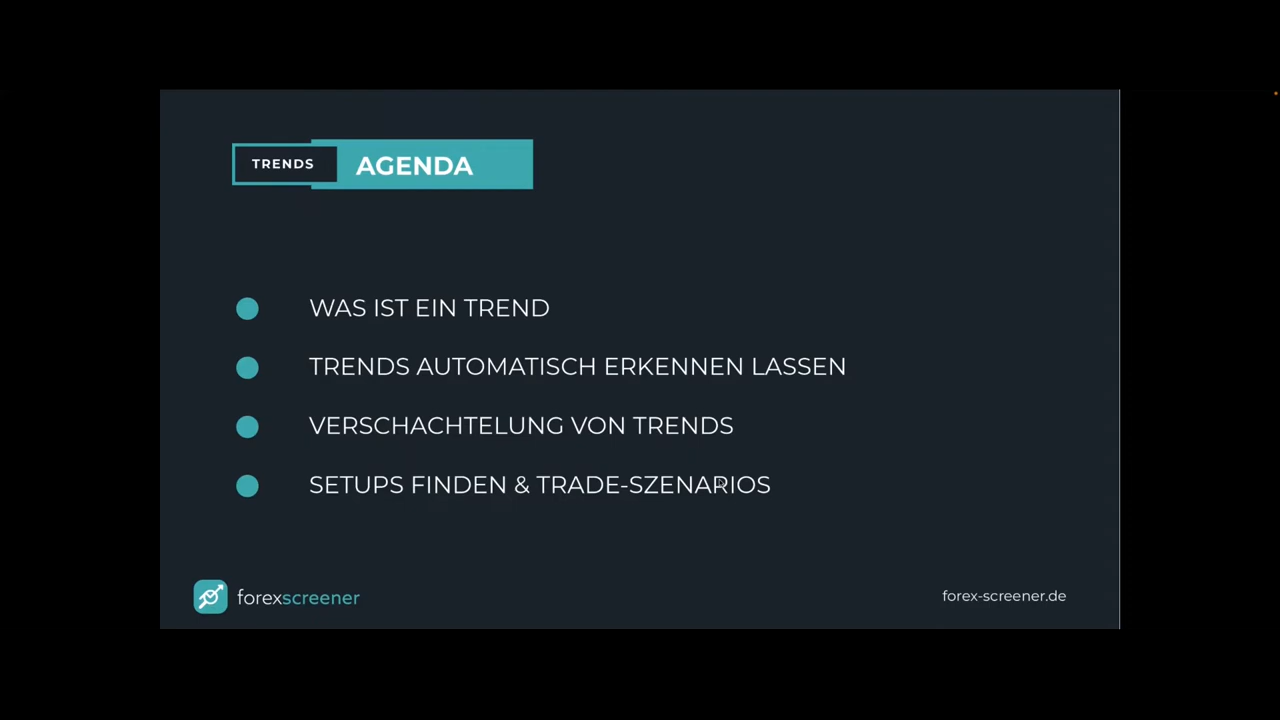 TRENDS AGENDA
WAS IST EIN TREND
TRENDS AUTOMATISCH ERKENNEN LASSEN
VERSCHACHTELUNG VON TRENDS
SETUPS FINDEN & TRADE-SZENARIOS
forexscreener
forex-screener.de